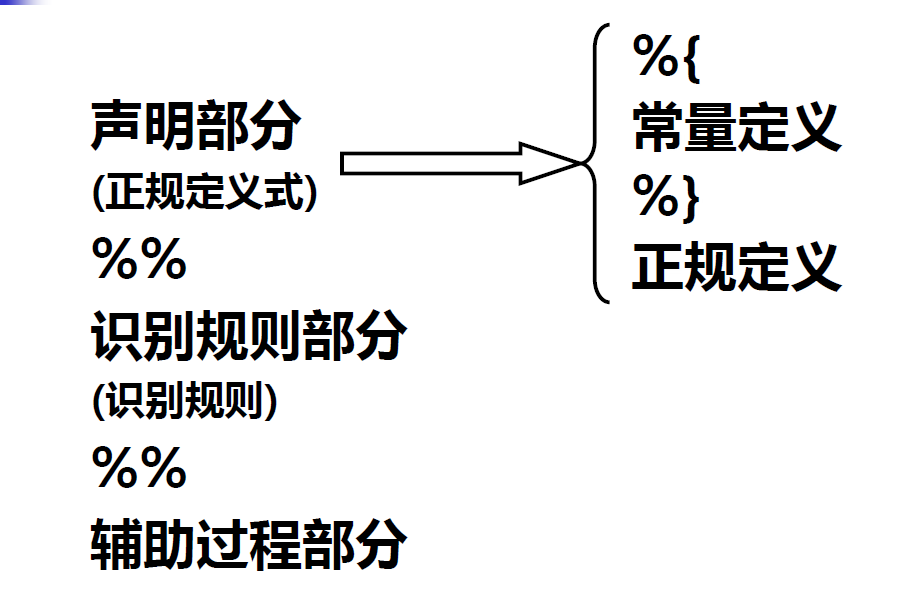 声明部分
(正规定义式)
%%
识别规则部分
(识别规则)
%%
辅助过程部分
%{
常量定义
%}
正规定义